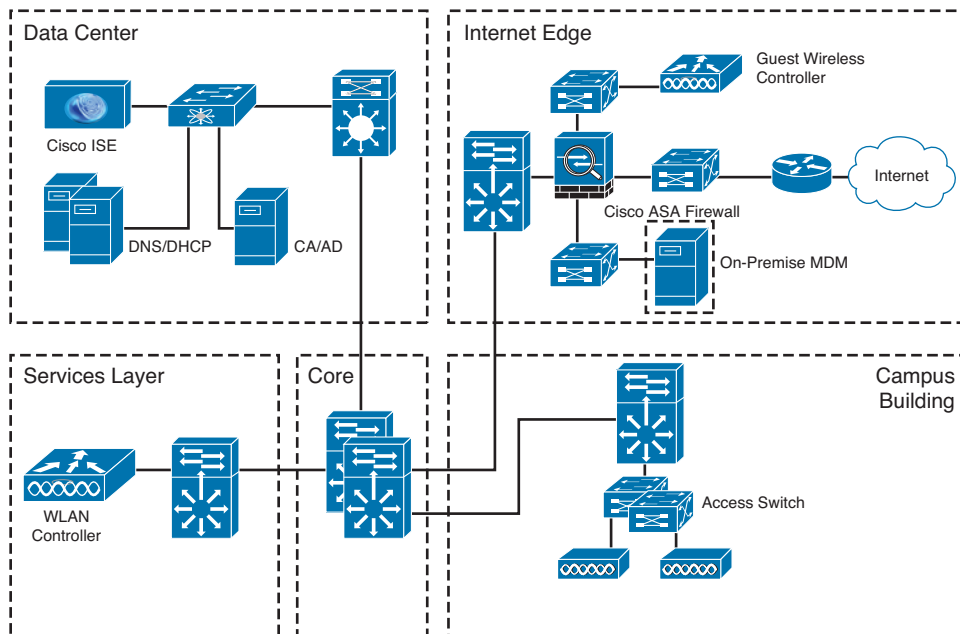 Data Center
Cisco ISE
DNS/DHCP
CA/AD
Internet Edge
Guest Wireless
Controller
Internet
Cisco ASA Firewall
On-Premise MDM
Services Layer
WLAN
Controller
Core
Campus
Building
Access Switch